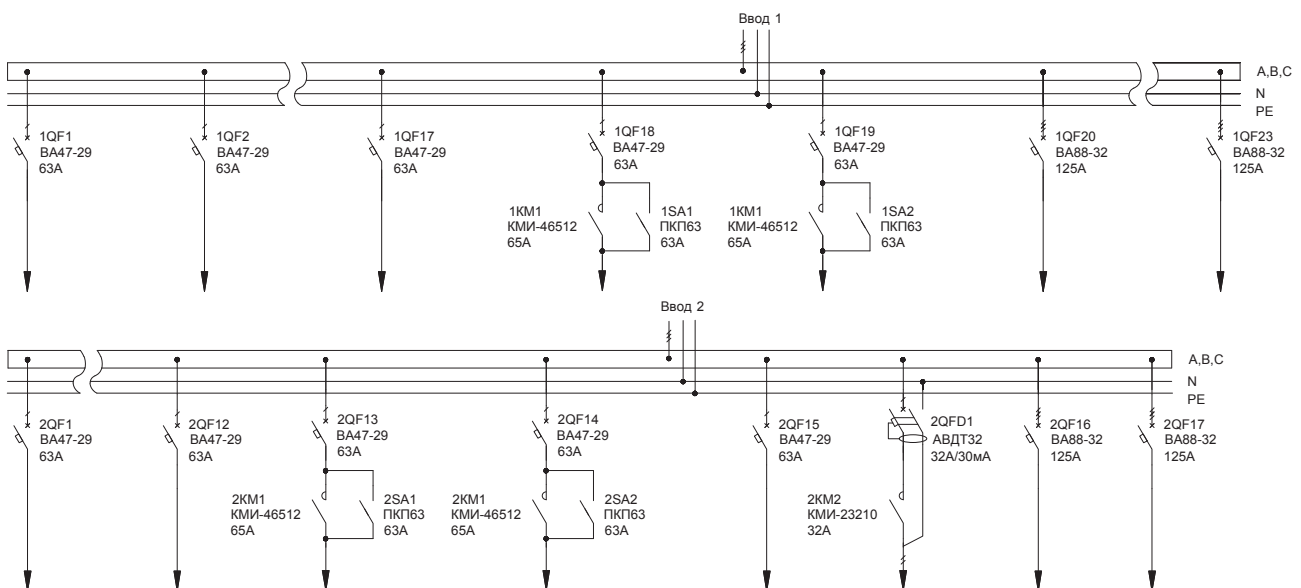 Ввод 1
A,B,C
N
PE
1QF1
ВА47-29
63А
1QF2
ВА47-29
63А
1QF17
ВА47-29
63А
1QF18
ВА47-29
63А
1QF19
ВА47-29
63А
1QF20
ВА88-32
125А
1QF23
ВА88-32
125А
1КМ1
КМИ-46512
65А
1SA1
ПКП63
63А
1КМ1
КМИ-46512
65А
1SA2
ПКП63
63А
Ввод 2
A,B,C
N
PE
2QF1
ВА47-29
63А
2QF12
ВА47-29
63А
2QF13
ВА47-29
63А
2QF14
ВА47-29
63А
2QF15
ВА47-29
63А
2QFD1
АВДТ32
32А/30мА
2QF16
ВА88-32
125А
2QF17
ВА88-32
125А
2КМ1
КМИ-46512
65А
2SA1
ПКП63
63А
2КМ1
КМИ-46512
65А
2SA2
ПКП63
63А
2КМ2
КМИ-23210
32А